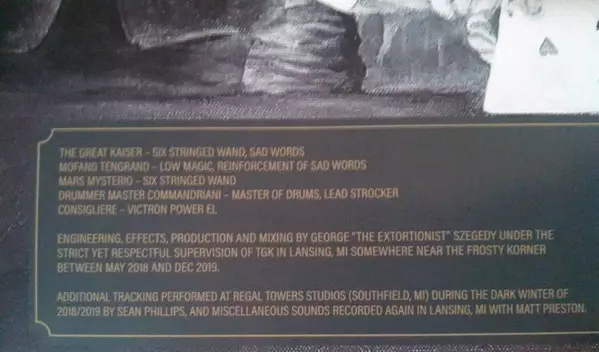 THE GREAT KAISER – SIX STRINGED WAND, SAD WORDS
MOFANG TENGRAND – LOW MAGIC, REINFORCEMENT OF SAD WORDS
MARS MYSTERIO – SIX STRINGED WAND
DRUMMER MASTER COMMANDRIANI – MASTER OF DRUMS, LEAD STROCKER
CONSIGLIERE – VICTRON POWER EL
ENGINEERING, EFFECTS, PRODUCTION AND MIXING BY GEORGE "THE EXTORTIONIST" SZEGEDY UNDER THE
STRICT YET RESPECTFUL SUPERVISION OF TGK IN LANSING, MI SOMEWHERE NEAR THE FROSTY KORNER
BETWEEN MAY 2018 AND DEC 2019.
ADDITIONAL TRACKING PERFORMED AT REGAL TOWERS STUDIOS (SOUTHFIELD, MI) DURING THE DARK WINTER OF
2018/2019 BY SEAN PHILLIPS, AND MISCELLANEOUS SOUNDS RECORDED AGAIN IN LANSING, MI WITH MATT PRESTON.